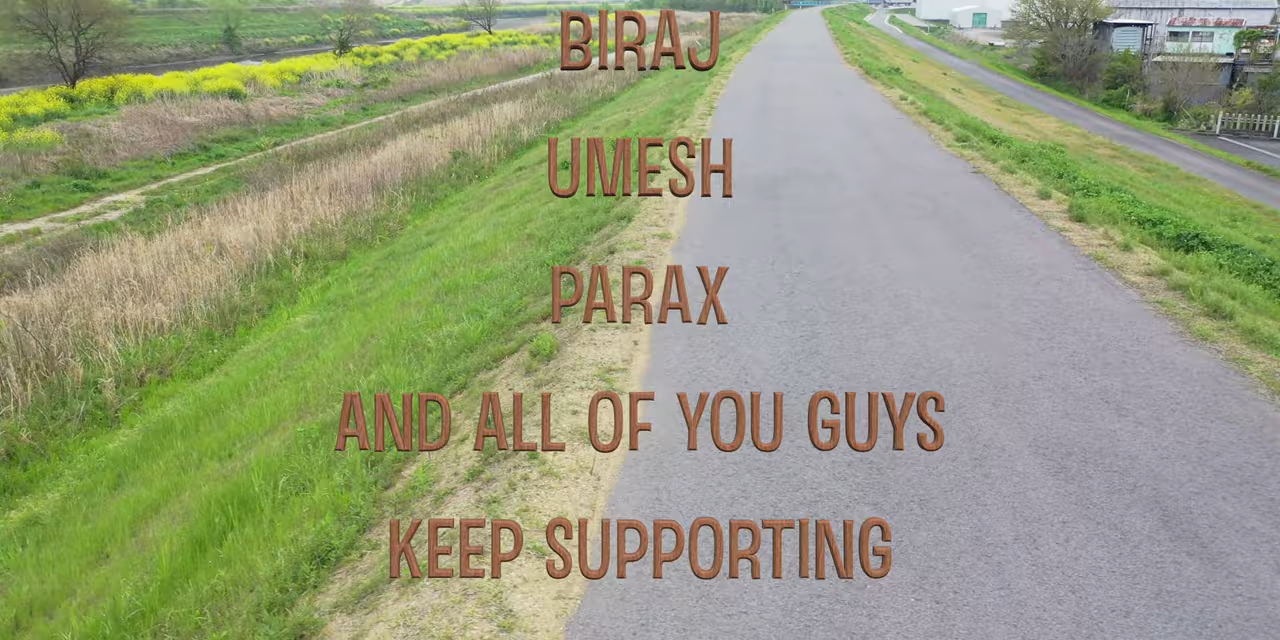 BIRAJ
UMESH
PARAX
AND ALL OF YOU GUYS
KEEP SUPPORTING